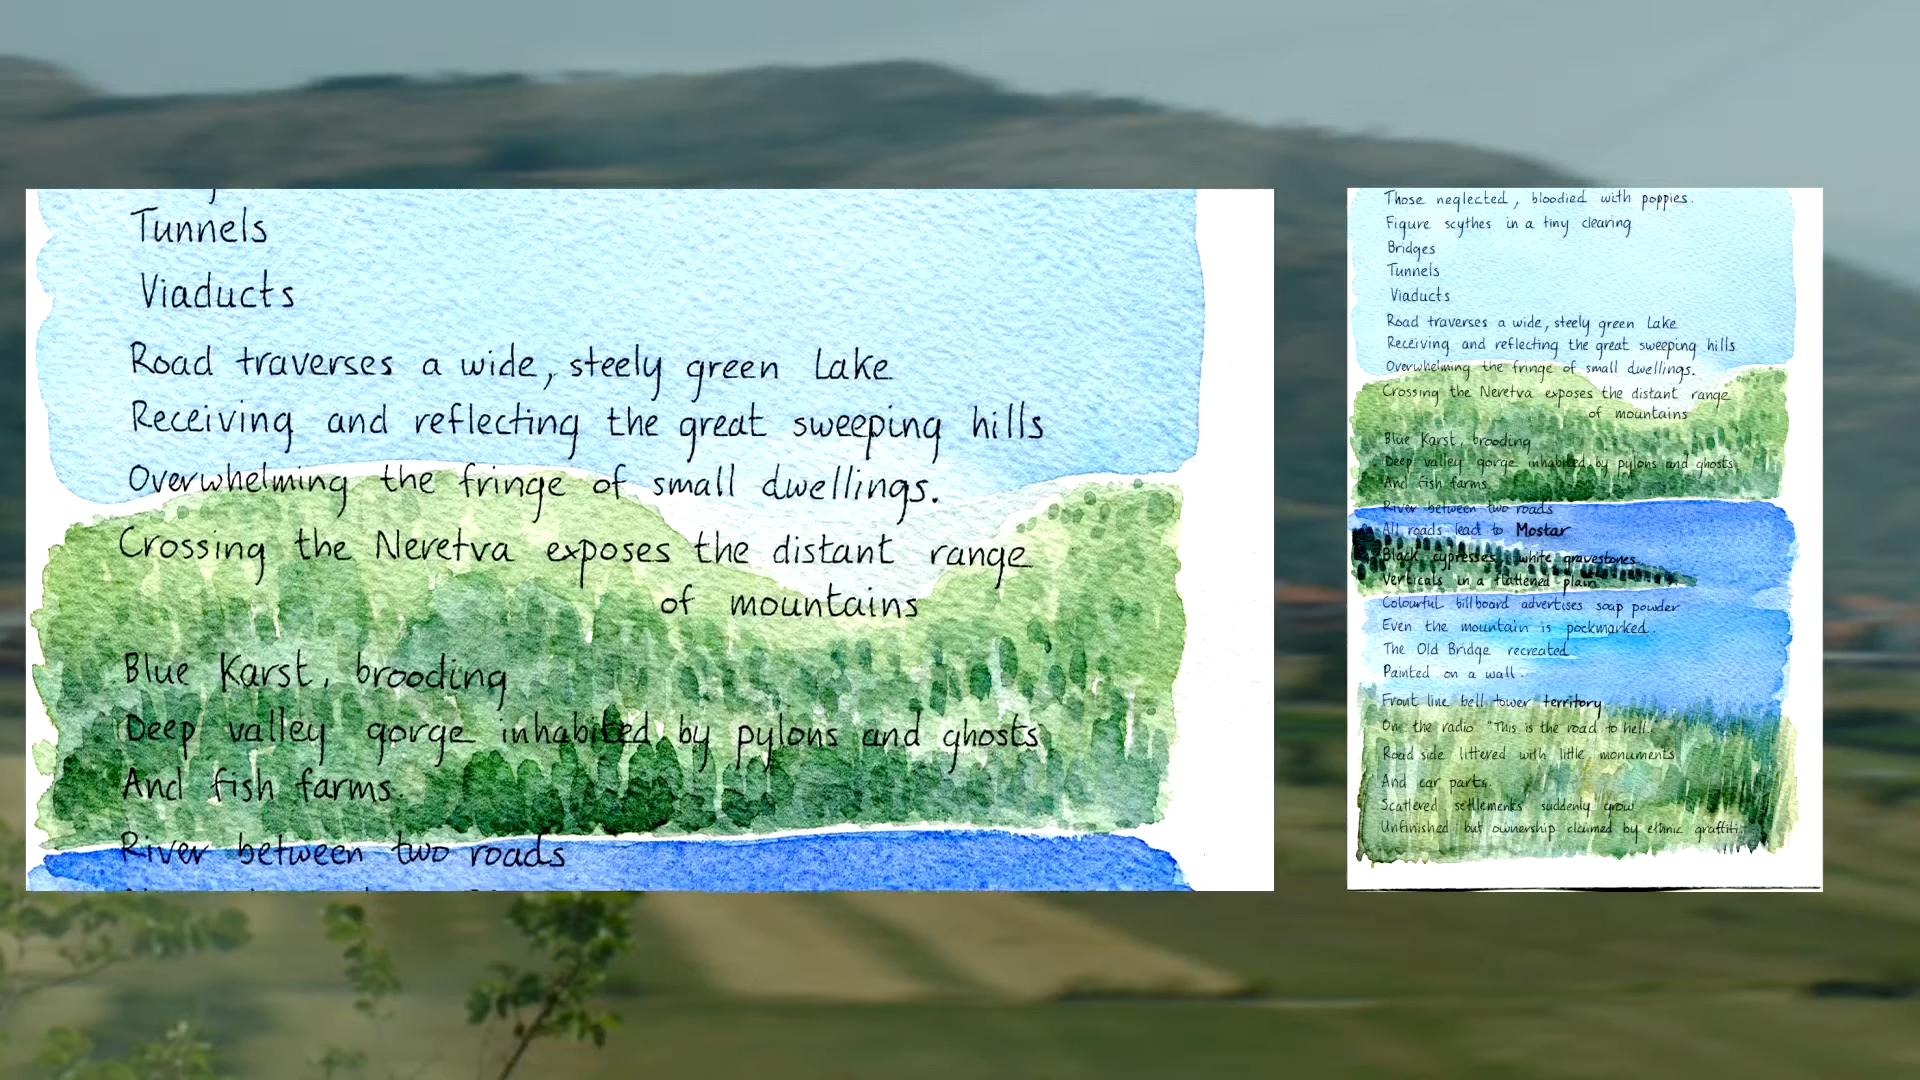 Tunnels
Viaducts
Road traverses a wide, steely green Lake
Receiving and reflecting the great sweeping hills
Overwhelming the fringe of small dwellings.
Crossing the Neretva exposes the distant range
of mountains
Blue Karst, brooding
Deep valley gorge inhabited by pylons and ghosts
And fish farms.
River between two roads
Those neglected, bloodied with poppies.
Figure scythes in a tiny clearing
Bridges
Tunnels
Viaducts
Road traverses a wide, steely green Lake
Receiving and reflecting the great sweeping hills
Overwhelming the fringe of small dwellings.
Crossing the Neretva exposes the distant range
of mountains
Blue Karst, brooding
Deep valley gorge inhabited by pylons and ghosts
And fish farms
River between two roads
All roads lead to Mostar
Black cypresses, white gravestones
Verticals in a flattened plain
Colourful billboard advertises soap powder
Even the mountain is pockmarked.
The Old Bridge recreated
Painted on a wall.
Front line bell tower territory
On the radio "This is the road to hell".
Road side littered with little monuments
And car parts.
Scattered settlements suddenly grow
Unfinished but ownership claimed by ethnic graffiti